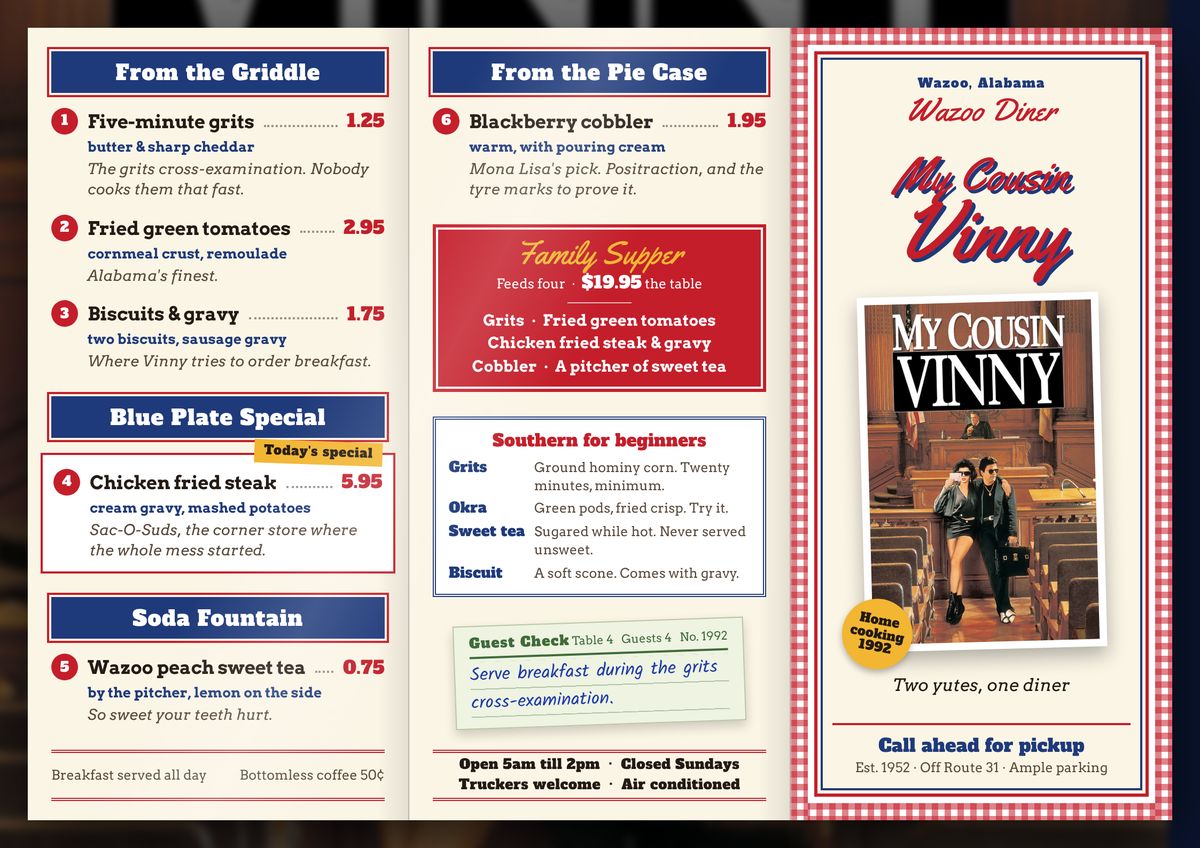 From the Griddle
1 Five-minute grits 1.25
butter & sharp cheddar
The grits cross-examination. Nobody
cooks them that fast.
2 Fried green tomatoes 2.95
cornmeal crust, remoulade
Alabama's finest.
3 Biscuits & gravy 1.75
two biscuits, sausage gravy
Where Vinny tries to order breakfast.
Blue Plate Special
Today's special
4 Chicken fried steak 5.95
cream gravy, mashed potatoes
Sac-O-Suds, the corner store where
the whole mess started.
Soda Fountain
5 Wazoo peach sweet tea 0.75
by the pitcher, lemon on the side
So sweet your teeth hurt.
Breakfast served all day Bottomless coffee 50¢
From the Pie Case
6 Blackberry cobbler 1.95
warm, with pouring cream
Mona Lisa's pick. Positraction, and the
tyre marks to prove it.
Family Supper
Feeds four · $19.95 the table
Grits · Fried green tomatoes
Chicken fried steak & gravy
Cobbler · A pitcher of sweet tea
Southern for beginners
Grits Ground hominy corn. Twenty
minutes, minimum.
Okra Green pods, fried crisp. Try it.
Sweet tea Sugared while hot. Never served
unsweet.
Biscuit A soft scone. Comes with gravy.
Guest Check Table 4 Guests 4 No. 1992
Serve breakfast during the grits
cross-examination.
Open 5am till 2pm · Closed Sundays
Truckers welcome · Air conditioned
Wazoo, Alabama
Wazoo Diner
My Cousin
Vinny
MY COUSIN
VINNY
Home
cooking
1992
Two yutes, one diner
Call ahead for pickup
Est. 1952 · Off Route 31 · Ample parking